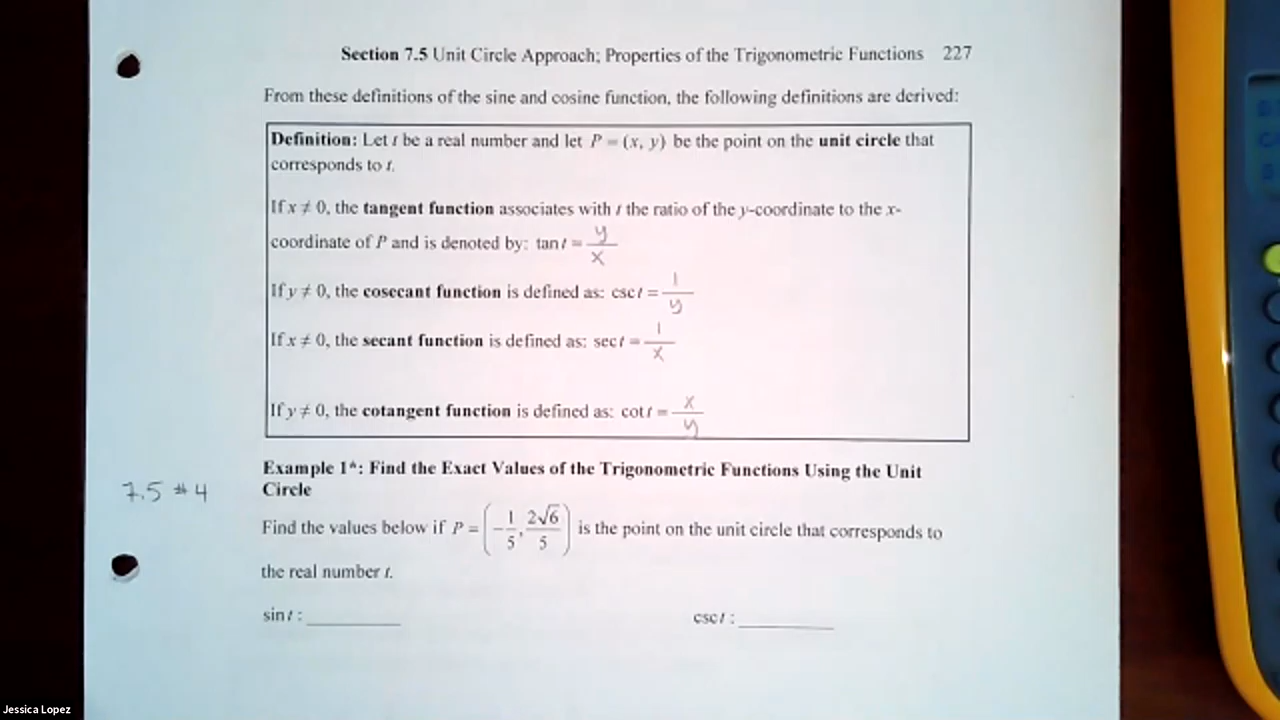 Section 7.5 Unit Circle Approach; Properties of the Trigonometric Functions 227
From these definitions of the sine and cosine function, the following definitions are derived:
Definition: Let t be a real number and let P = (x, y) be the point on the unit circle that
corresponds to t.
If x ≠ 0, the tangent function associates with t the ratio of the y-coordinate to the x-
coordinate of P and is denoted by: tan t = y/x
If y ≠ 0, the cosecant function is defined as: csc t = 1/y
If x ≠ 0, the secant function is defined as: sec t = 1/x
If y ≠ 0, the cotangent function is defined as: cot t = x/y
Example 1*: Find the Exact Values of the Trigonometric Functions Using the Unit
Circle
7.5 #4
Find the values below if P = (-1/5, 2√6/5) is the point on the unit circle that corresponds to
the real number t.
sin t : ________ csc t : ________
Jessica Lopez